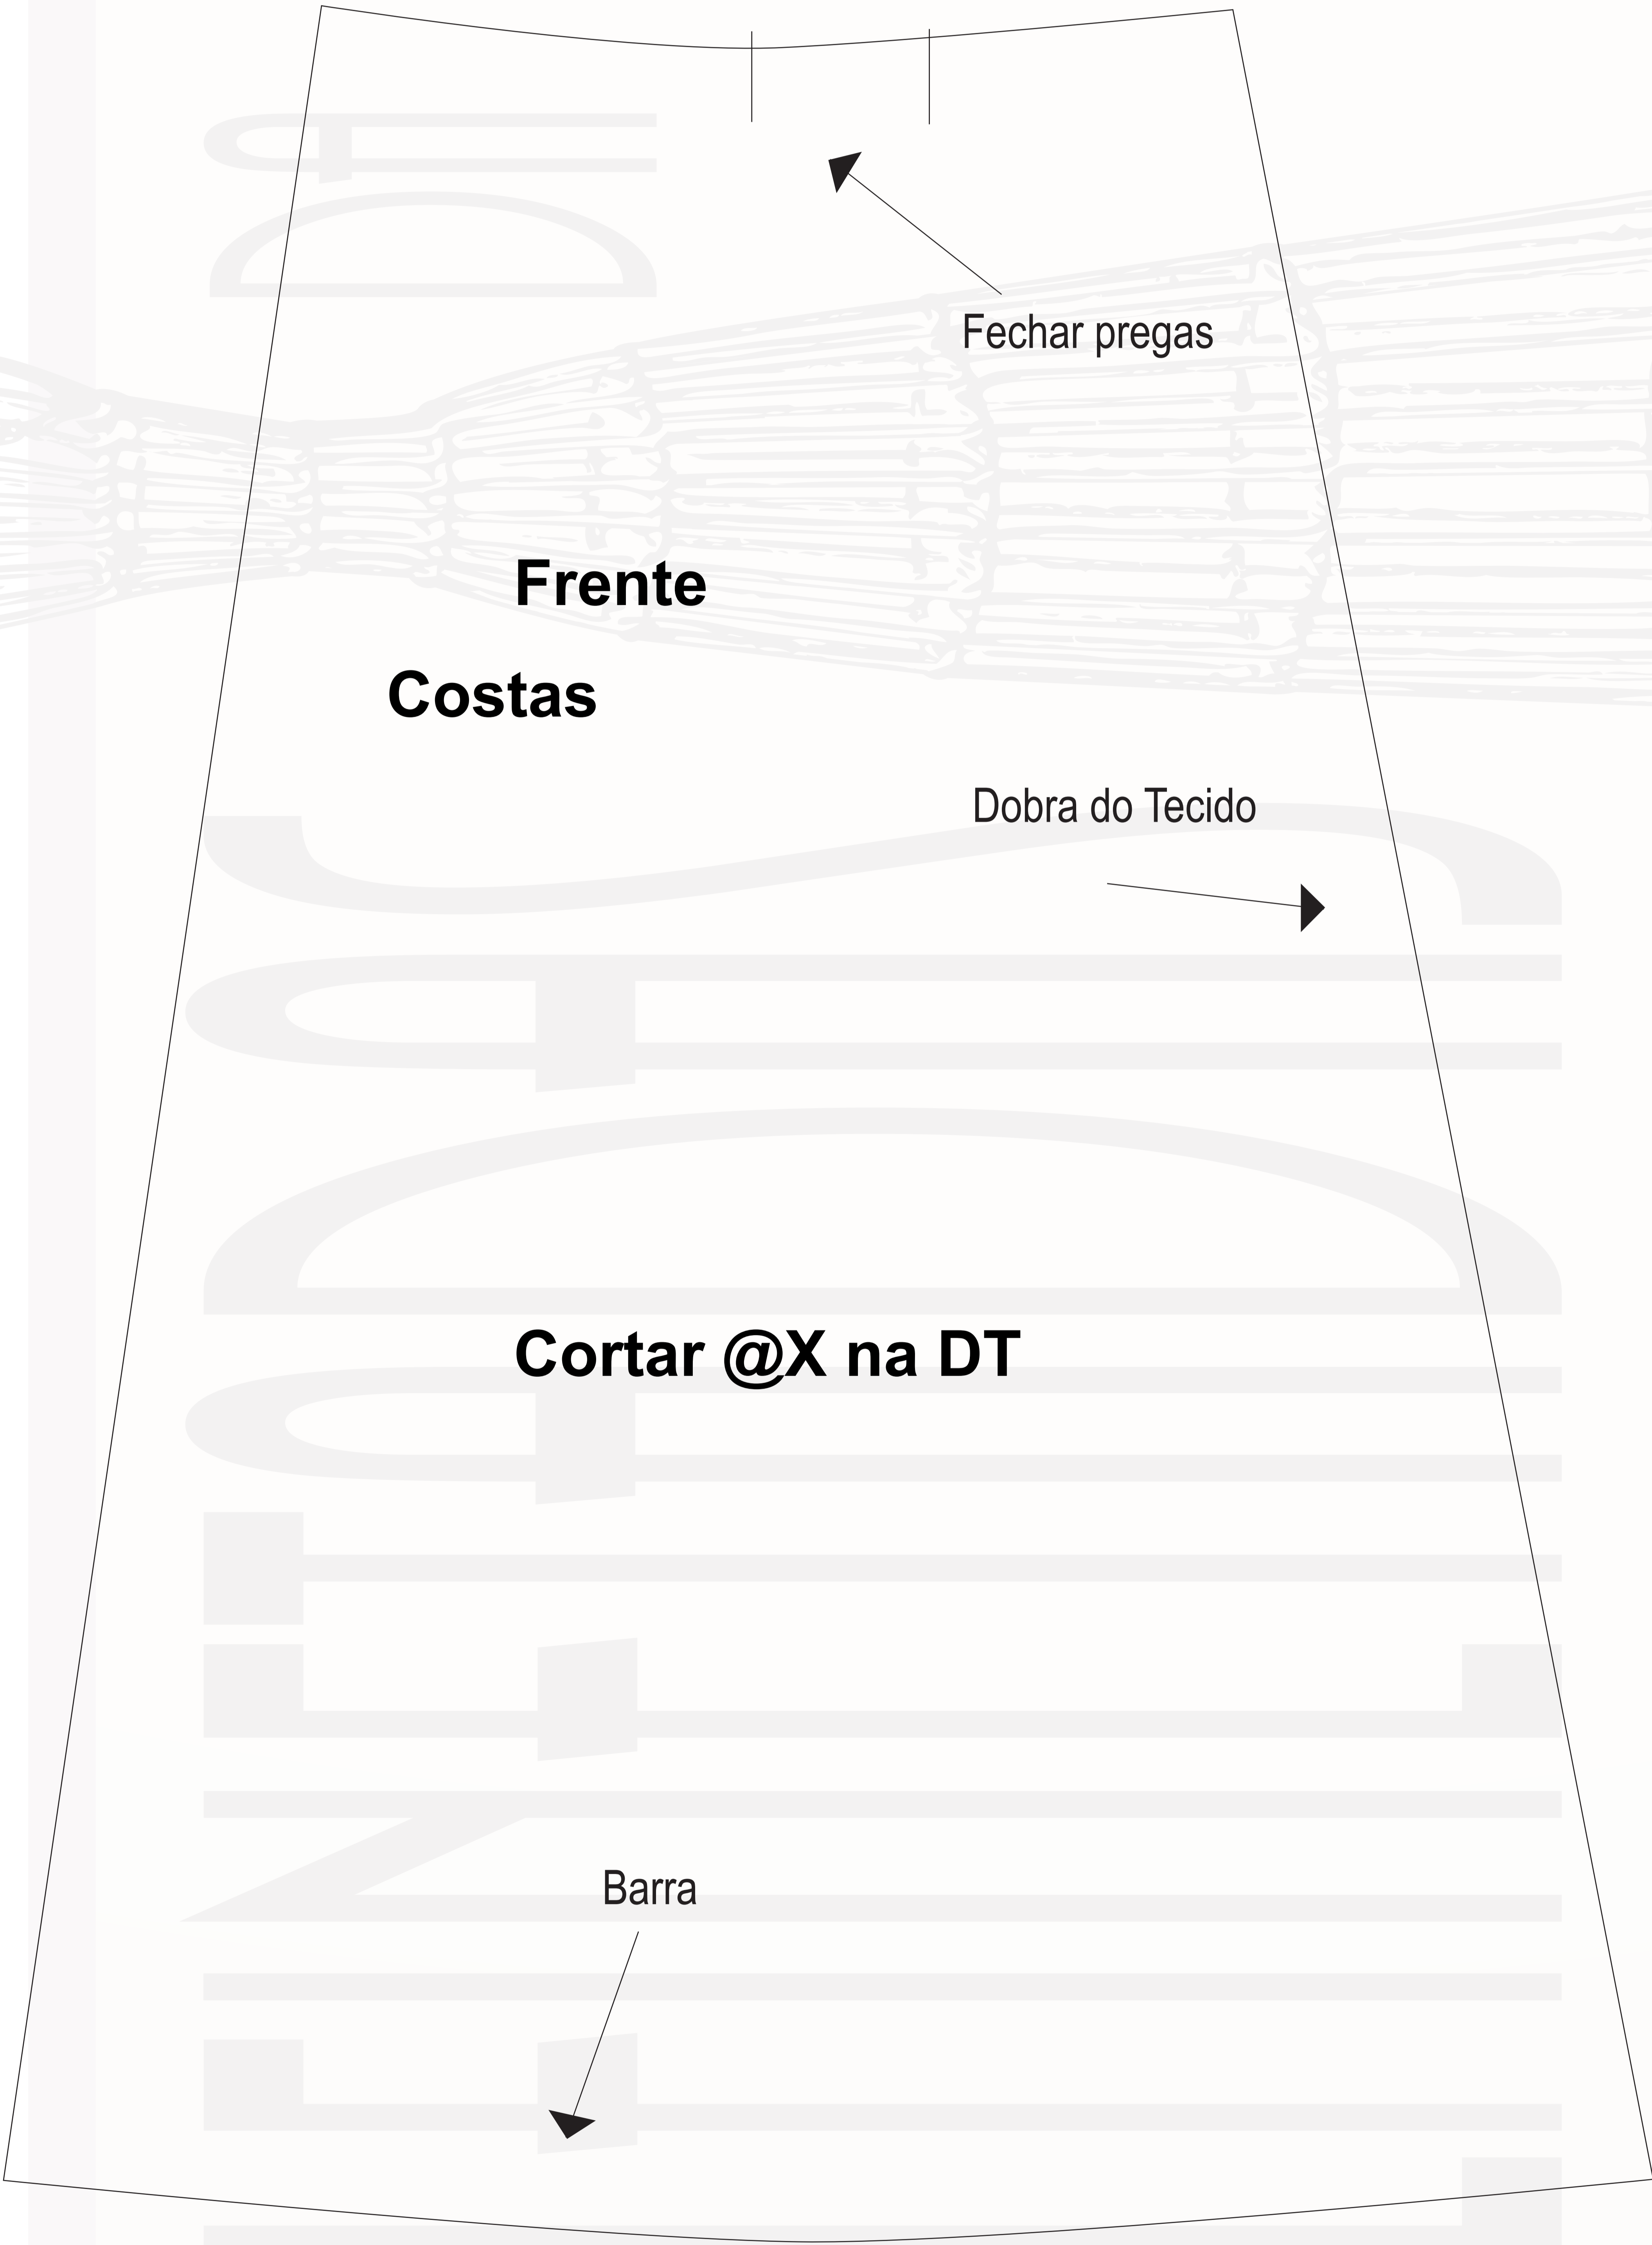 Fechar pregas
Frente
Costas
Dobra do Tecido
Cortar @X na DT
Barra